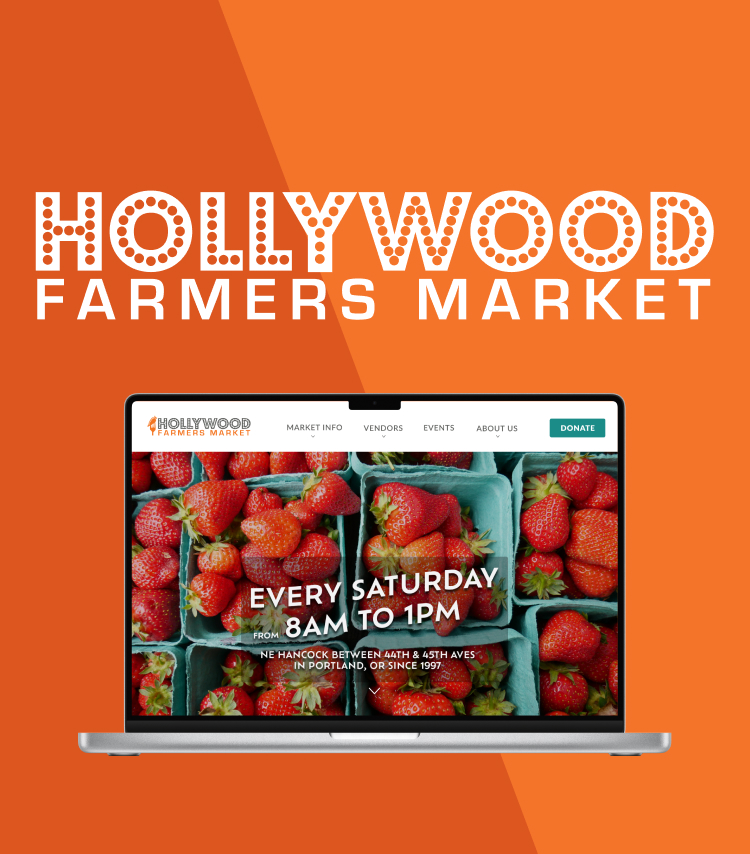 HOLLYWOOD
FARMERS MARKET
HOLLYWOOD
FARMERS MARKET
MARKET INFO
VENDORS
EVENTS
ABOUT US
DONATE
EVERY SATURDAY
FROM 8AM TO 1PM
NE HANCOCK BETWEEN 44TH & 45TH AVES
IN PORTLAND, OR SINCE 1997